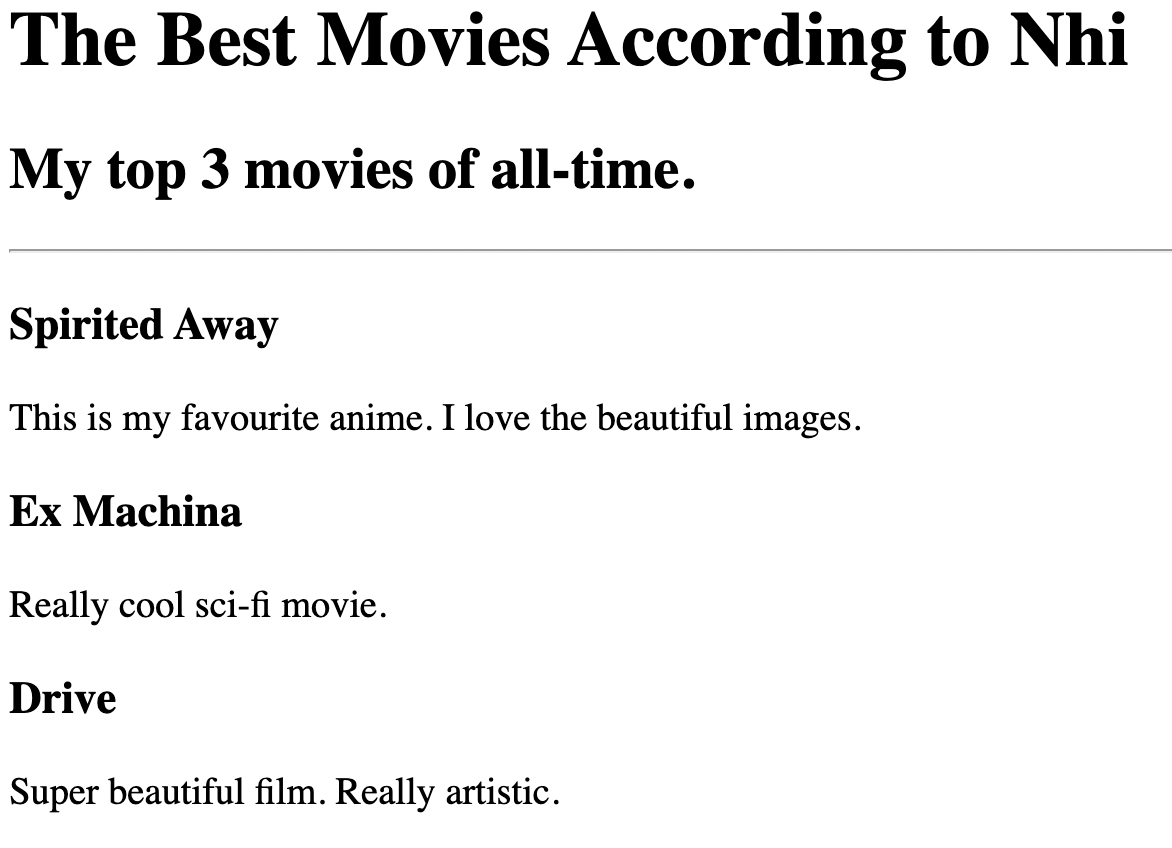 The Best Movies According to Nhi
My top 3 movies of all-time.
Spirited Away
This is my favourite anime. I love the beautiful images.
Ex Machina
Really cool sci-fi movie.
Drive
Super beautiful film. Really artistic.